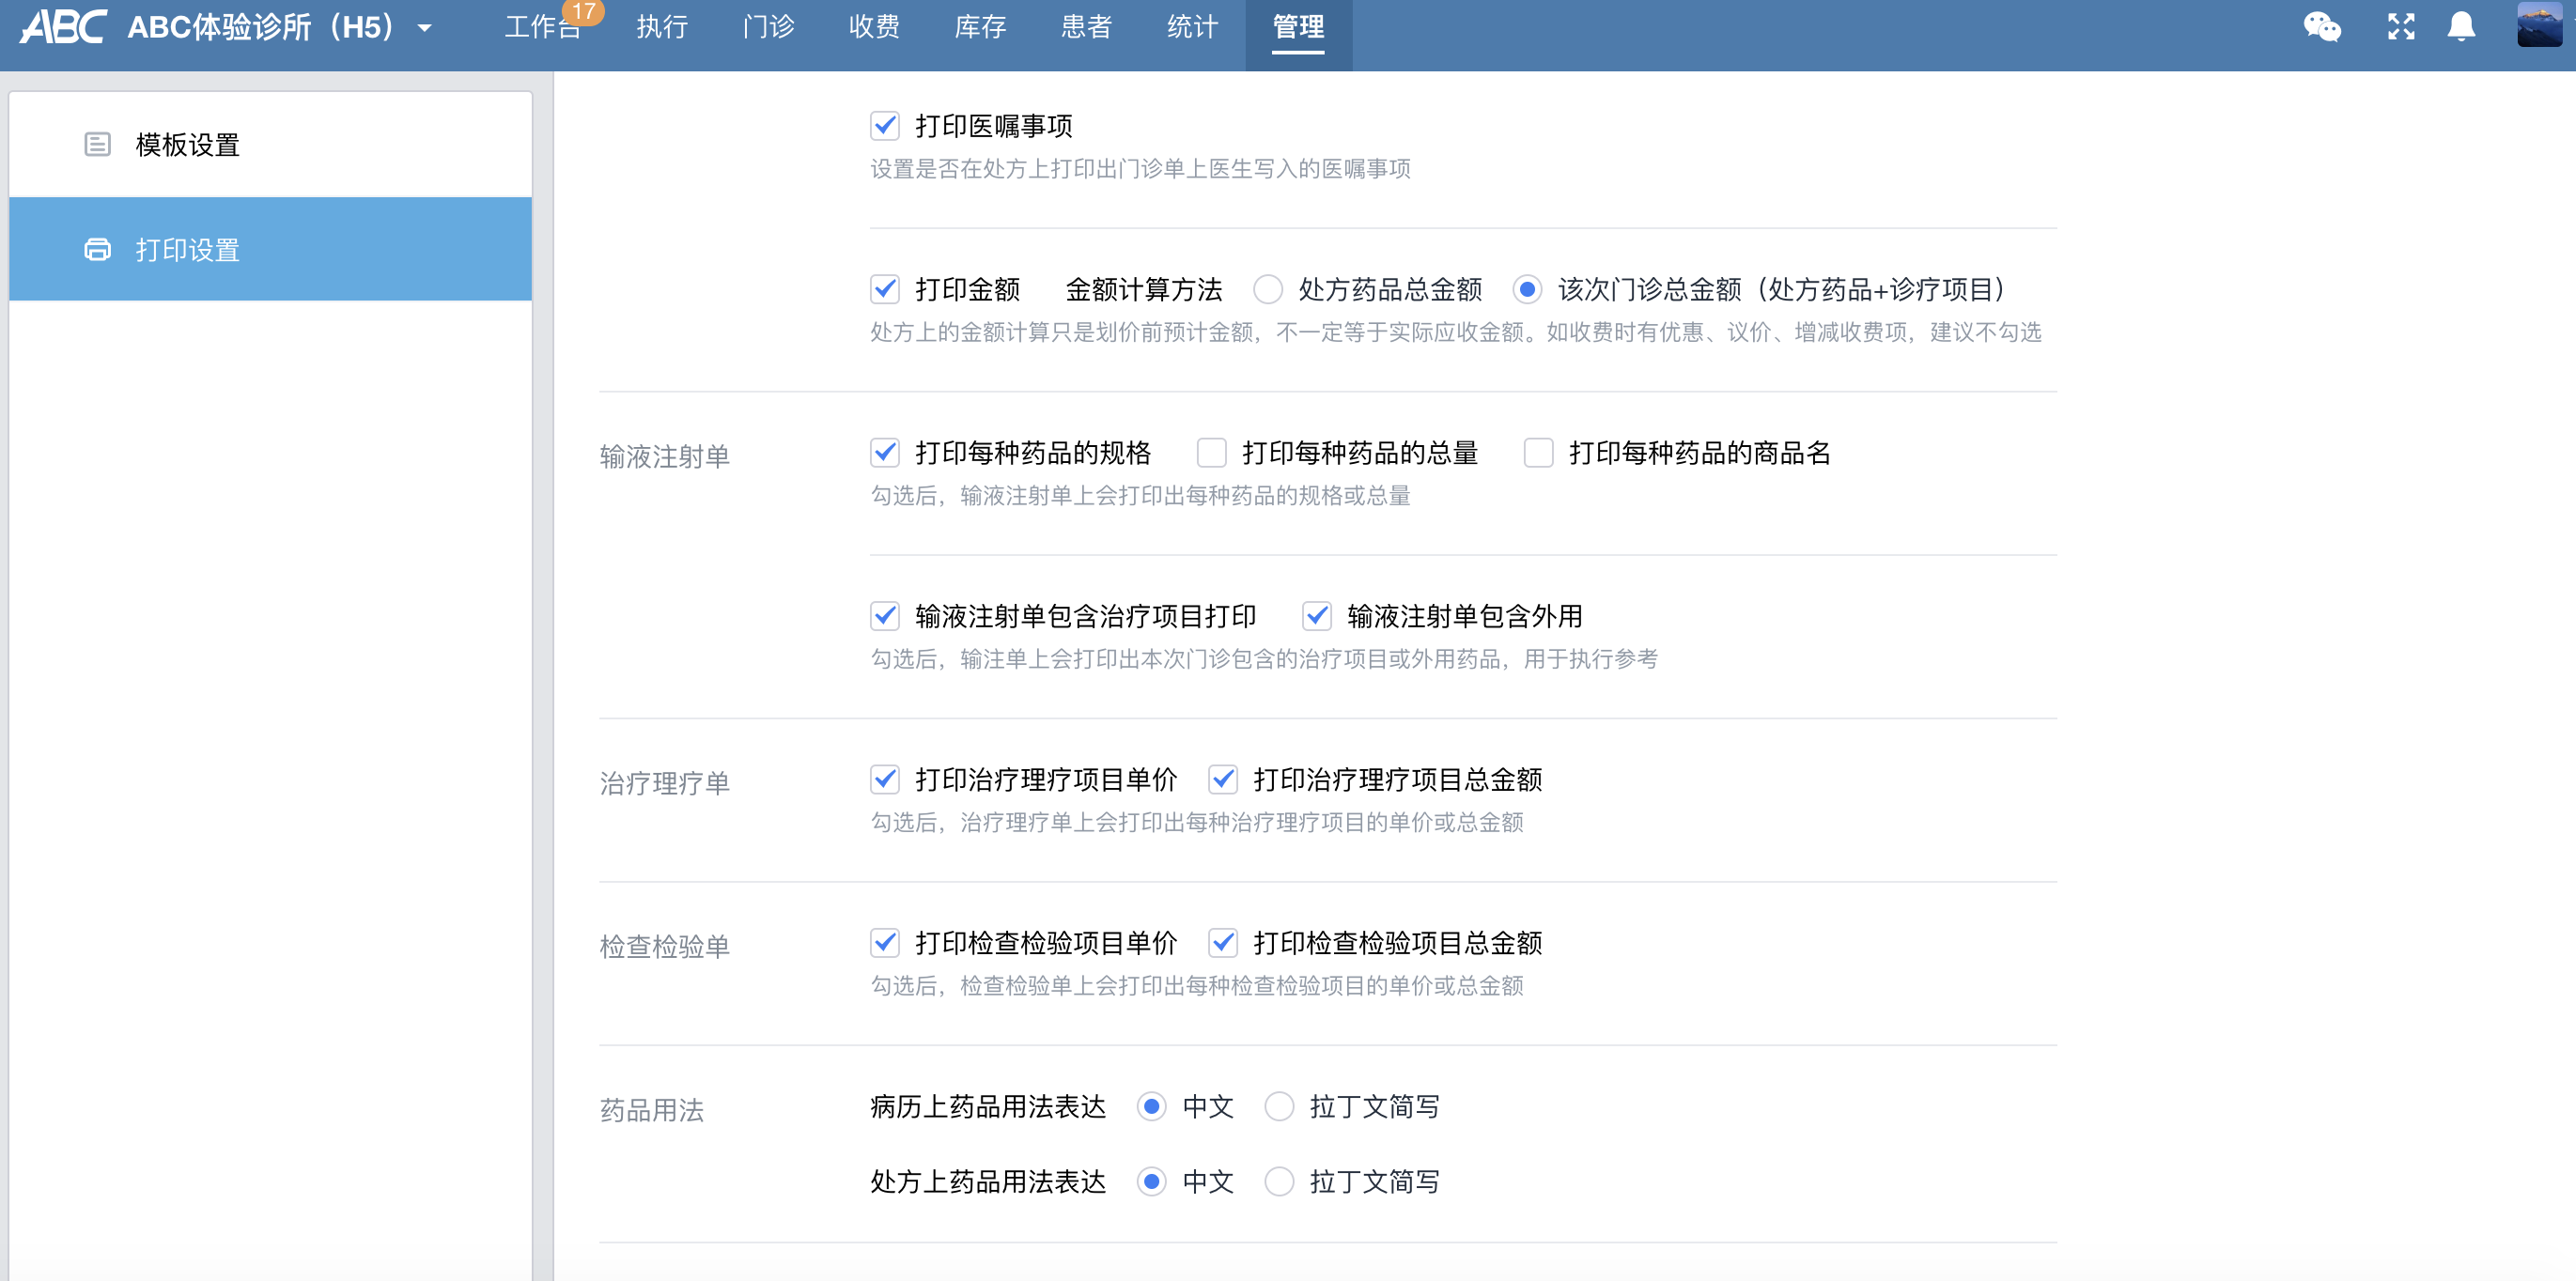 ABC ABC体验诊所（H5） 工作台 17 执行 门诊 收费 库存 患者 统计 管理
模板设置
打印设置
打印医嘱事项
设置是否在处方上打印出门诊单上医生写入的医嘱事项
打印金额 金额计算方法 处方药品总金额 该次门诊总金额（处方药品+诊疗项目）
处方上的金额计算只是划价前预计金额，不一定等于实际应收金额。如收费时有优惠、议价、增减收费项，建议不勾选
输液注射单 打印每种药品的规格 打印每种药品的总量 打印每种药品的商品名
勾选后，输液注射单上会打印出每种药品的规格或总量
输液注射单包含治疗项目打印 输液注射单包含外用
勾选后，输注单上会打印出本次门诊包含的治疗项目或外用药品，用于执行参考
治疗理疗单 打印治疗理疗项目单价 打印治疗理疗项目总金额
勾选后，治疗理疗单上会打印出每种治疗理疗项目的单价或总金额
检查检验单 打印检查检验项目单价 打印检查检验项目总金额
勾选后，检查检验单上会打印出每种检查检验项目的单价或总金额
药品用法 病历上药品用法表达 中文 拉丁文简写
处方上药品用法表达 中文 拉丁文简写